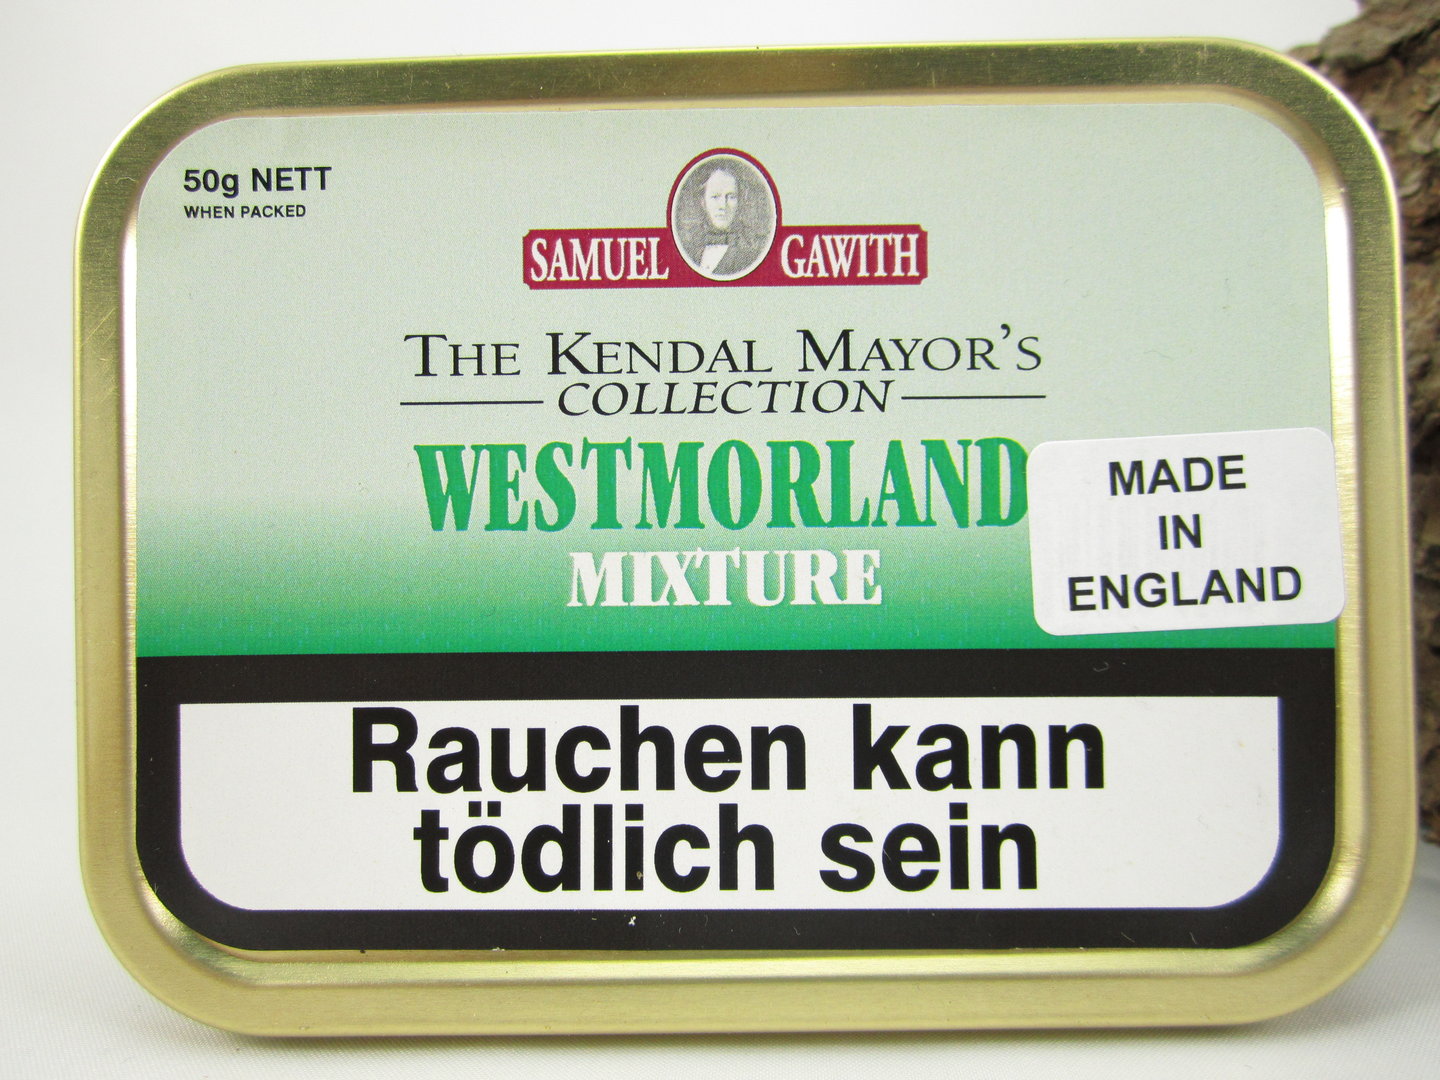 50g NETT
WHEN PACKED
SAMUEL GAWITH
THE KENDAL MAYOR'S
COLLECTION
WESTMORLAND
MIXTURE
MADE
IN
ENGLAND
Rauchen kann
tödlich sein